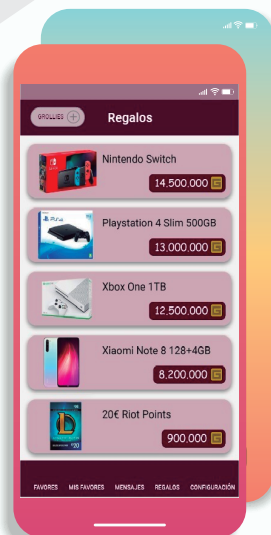 GROLLIES +
Regalos
Nintendo Switch
14.500.000 G
Playstation 4 Slim 500GB
13.000.000 G
Xbox One 1TB
12.500.000 G
Xiaomi Note 8 128+4GB
8.200.000 G
20€ Riot Points
900.000 G
FAVORES MIS FAVORES MENSAJES REGALOS CONFIGURACIÓN